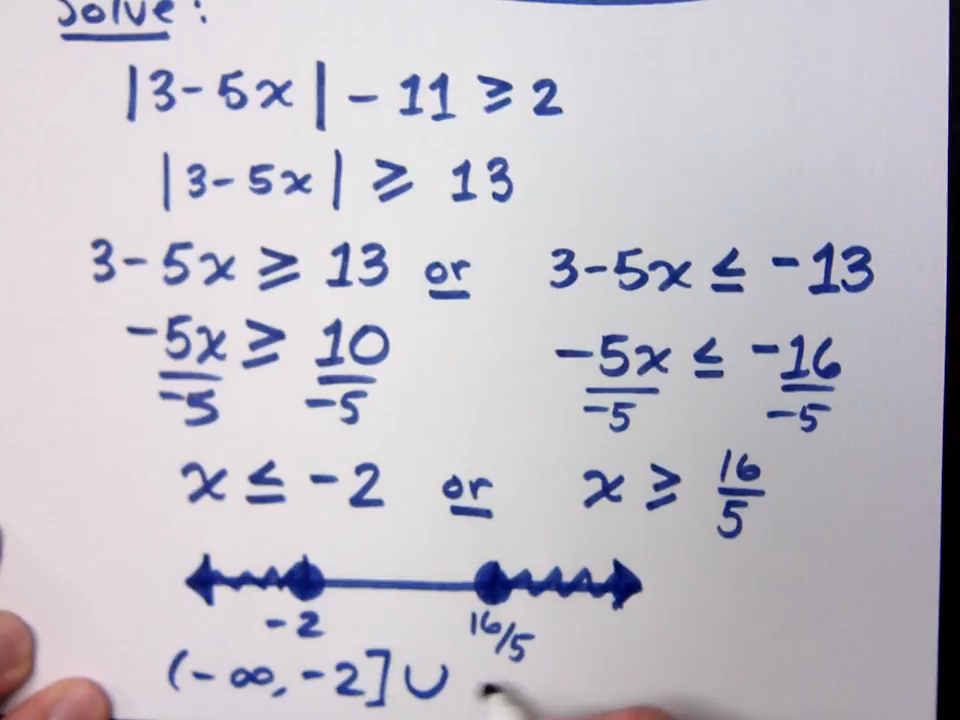 Solve:
|3-5x| - 11 ≥ 2
|3-5x| ≥ 13
3-5x ≥ 13 or 3-5x ≤ -13
-5x ≥ 10 -5x ≤ -16
-5 -5 -5 -5
x ≤ -2 or x ≥ 16/5
-2 16/5
(-∞, -2] ∪